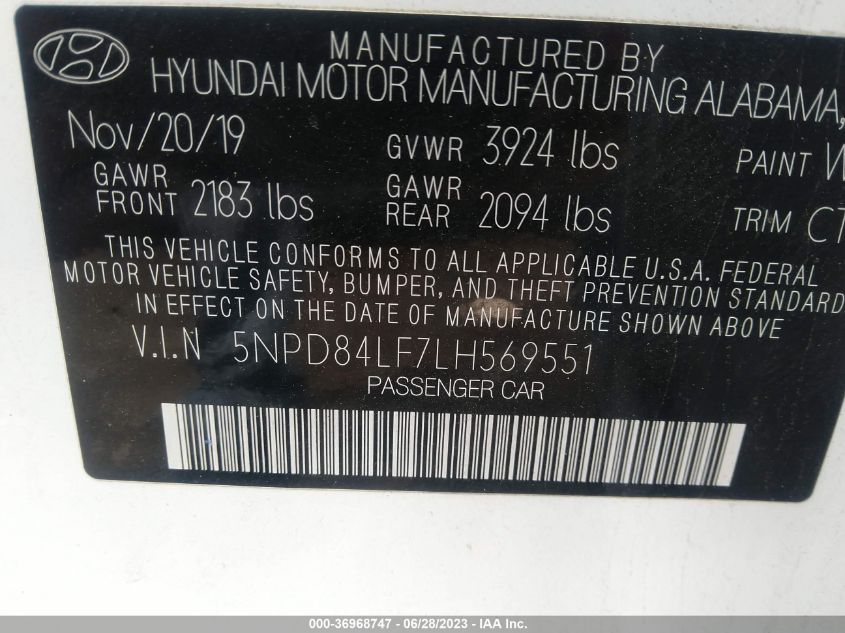 MANUFACTURED BY
HYUNDAI MOTOR MANUFACTURING ALABAMA,
Nov/20/19 GVWR 3924 lbs PAINT
GAWR FRONT 2183 lbs GAWR REAR 2094 lbs TRIM
THIS VEHICLE CONFORMS TO ALL APPLICABLE U.S.A. FEDERAL
MOTOR VEHICLE SAFETY, BUMPER, AND THEFT PREVENTION STANDARD
IN EFFECT ON THE DATE OF MANUFACTURE SHOWN ABOVE
V.I.N 5NPD84LF7LH569551
PASSENGER CAR
000-36968747 - 06/28/2023 - IAA Inc.